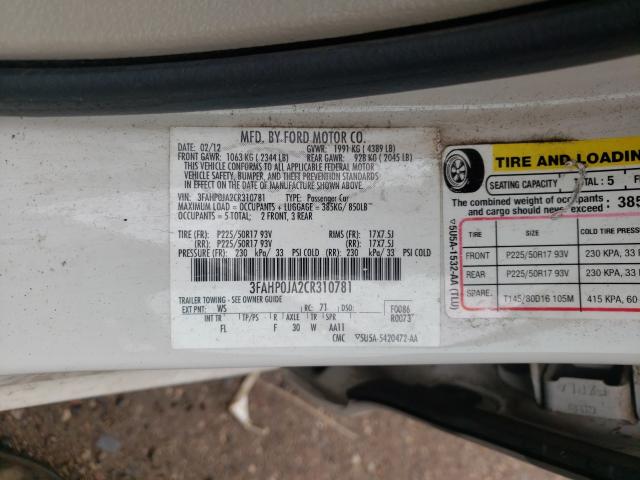 MFD. BY FORD MOTOR CO.
DATE: 02/12 GVWR: 1991 KG ( 4389 LB)
FRONT GAWR: 1063 KG ( 2344 LB) REAR GAWR: 928 KG ( 2045 LB)
THIS VEHICLE CONFORMS TO ALL APPLICABLE FEDERAL MOTOR
VEHICLE SAFETY, BUMPER, AND THEFT PREVENTION STANDARDS
IN EFFECT ON THE DATE OF MANUFACTURE SHOWN ABOVE.
VIN: 3FAHP0JA2CR310781 TYPE: Passenger Car
MAXIMUM LOAD = OCCUPANTS + LUGGAGE = 385KG/ 850LB
OCCUPANTS = 5 TOTAL: 2 FRONT, 3 REAR
TIRE (FR): P225/50R17 93V RIMS (FR): 17X7.5J
(RR): P225/50R17 93V (RR): 17X7.5J
PRESSURE (FR): 230 KPA/ 33 PSI COLD (RR): 230 KPA/ 33 PSI COLD
3FAHP0JA2CR310781
TRAILER TOWING - SEE OWNER GUIDE
EXT PNT: WS RC: 71 DSO: F0086
R0073
INT TR TP/PS R AXLE TR SPR
FL F 30 W AA11
CMC ▽5U5A-5420472-AA
TIRE AND LOADIN
SEATING CAPACITY TOTAL: 5 F
The combined weight of occupants
and cargo should never exceed : 385
▽5U5A-1532-AA (TLU)
TIRE SIZE COLD TIRE PRESS
FRONT P225/50R17 93V 230 KPA, 33 P
REAR P225/50R17 93V 230 KPA, 33
SPARE T145/80D16 105M 415 KPA, 60